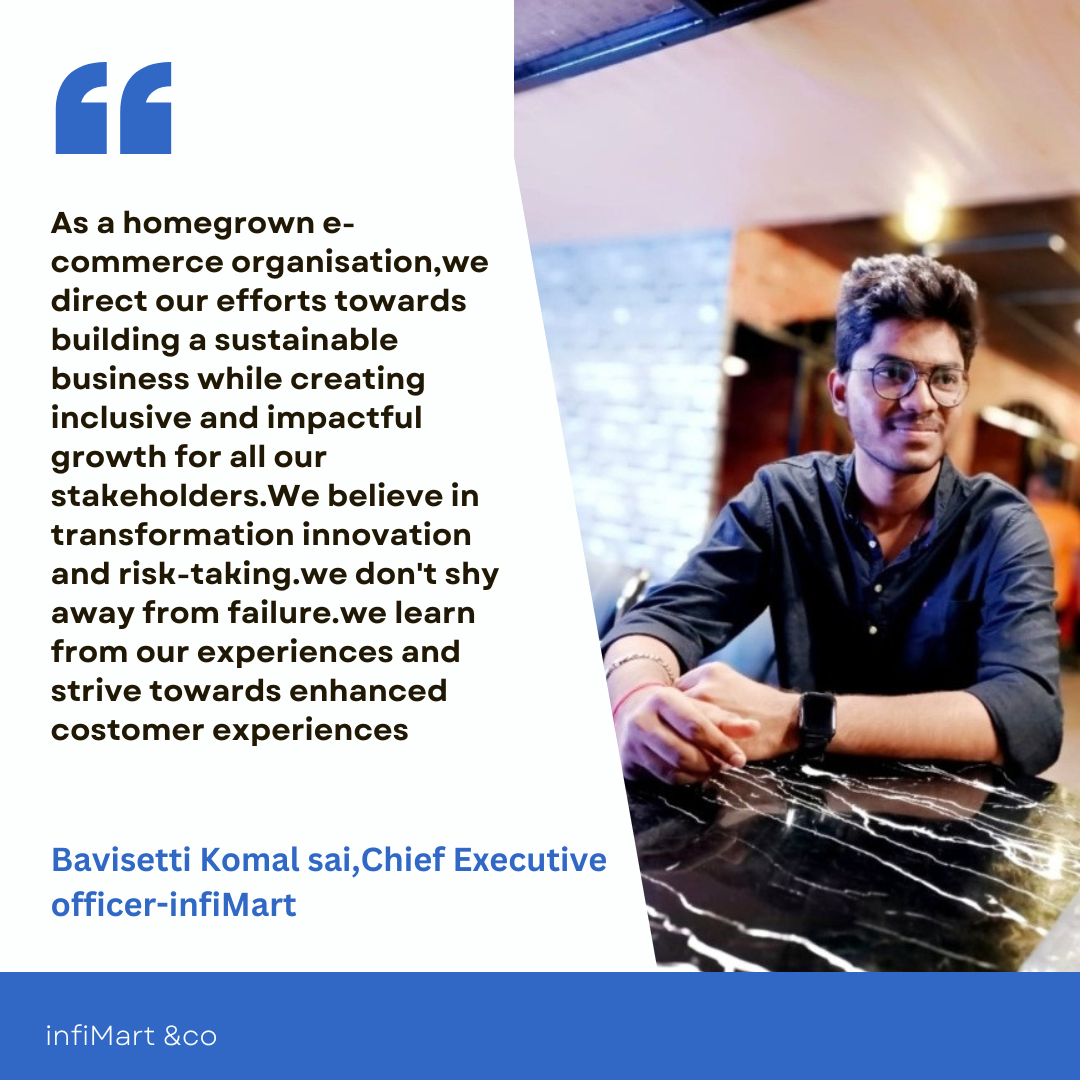 As a homegrown e-
commerce organisation,we
direct our efforts towards
building a sustainable
business while creating
inclusive and impactful
growth for all our
stakeholders.We believe in
transformation innovation
and risk-taking.we don't shy
away from failure.we learn
from our experiences and
strive towards enhanced
costomer experiences
Bavisetti Komal sai,Chief Executive
officer-infiMart
infiMart &co